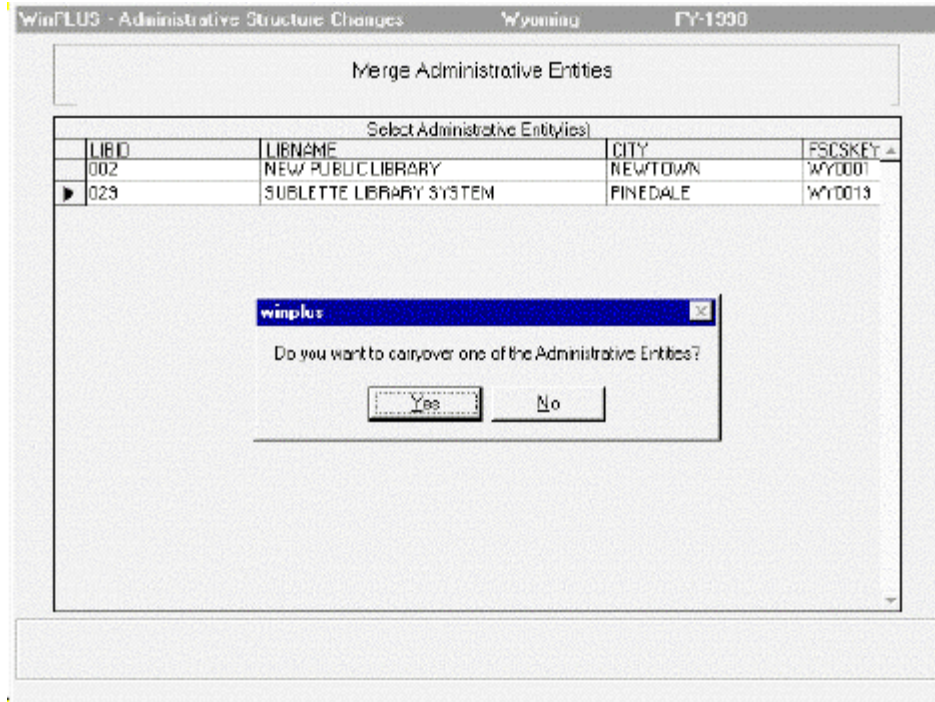 WinPLUS - Administrative Structure Changes Wyoming FY-1998
Merge Administrative Entities
Select Administrative Entity(ies)
LIBID LIBNAME CITY FSCSKEY
002 NEW PUBLIC LIBRARY NEWTOWN WY0001
029 SUBLETTE LIBRARY SYSTEM PINEDALE WY0019
winplus
Do you want to carryover one of the Administrative Entities?
Yes No